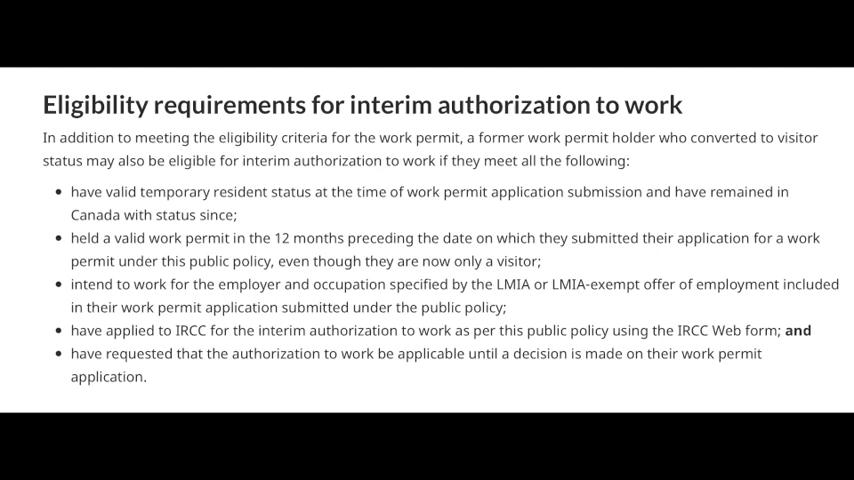 Eligibility requirements for interim authorization to work
In addition to meeting the eligibility criteria for the work permit, a former work permit holder who converted to visitor
status may also be eligible for interim authorization to work if they meet all the following:
• have valid temporary resident status at the time of work permit application submission and have remained in
Canada with status since;
• held a valid work permit in the 12 months preceding the date on which they submitted their application for a work
permit under this public policy, even though they are now only a visitor;
• intend to work for the employer and occupation specified by the LMIA or LMIA-exempt offer of employment included
in their work permit application submitted under the public policy;
• have applied to IRCC for the interim authorization to work as per this public policy using the IRCC Web form; and
• have requested that the authorization to work be applicable until a decision is made on their work permit
application.